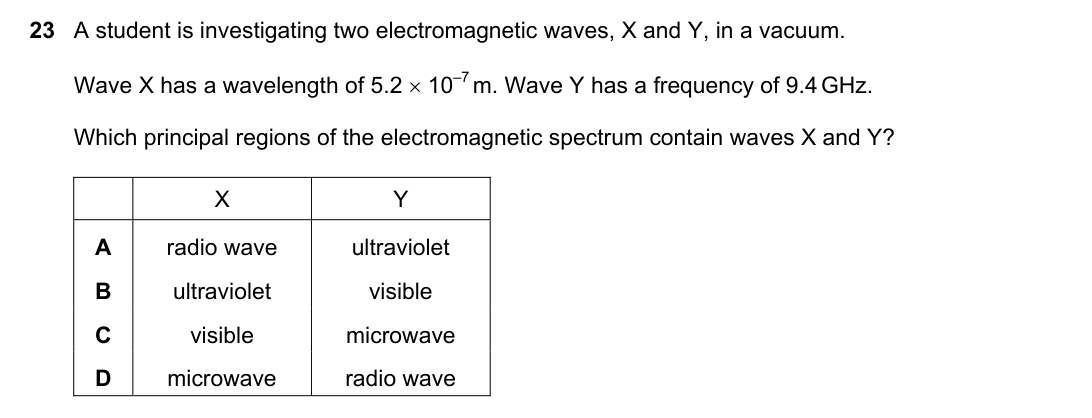 23 A student is investigating two electromagnetic waves, X and Y, in a vacuum.
Wave X has a wavelength of 5.2 × 10⁻⁷ m. Wave Y has a frequency of 9.4 GHz.
Which principal regions of the electromagnetic spectrum contain waves X and Y?
X Y
A radio wave ultraviolet
B ultraviolet visible
C visible microwave
D microwave radio wave